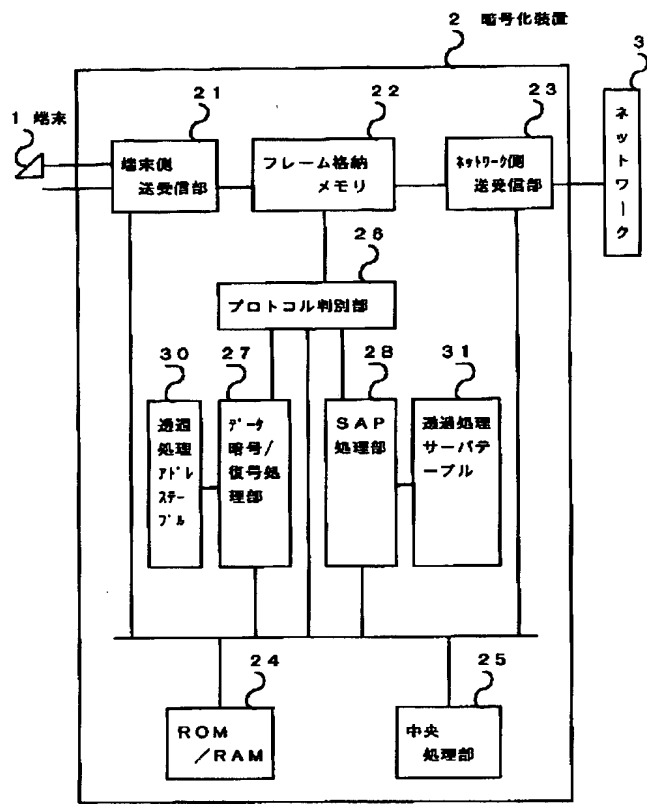 2 暗号化装置
3
21
22
23
1 端末
端末側
送受信部
フレーム格納
メモリ
ネットワーク側
送受信部
ネットワーク
26
プロトコル判別部
30
27
28
31
透過
処理
アドレ
ステー
ブル
データ
暗号/
復号処
理部
SAP
処理部
透過処理
サーバテ
ーブル
24
25
ROM
/RAM
中央
処理部